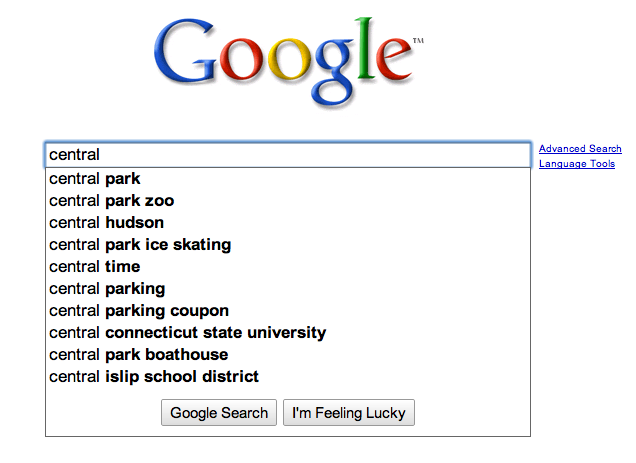 Google™
central
Advanced Search
Language Tools
central park
central park zoo
central hudson
central park ice skating
central time
central parking
central parking coupon
central connecticut state university
central park boathouse
central islip school district
Google Search
I'm Feeling Lucky